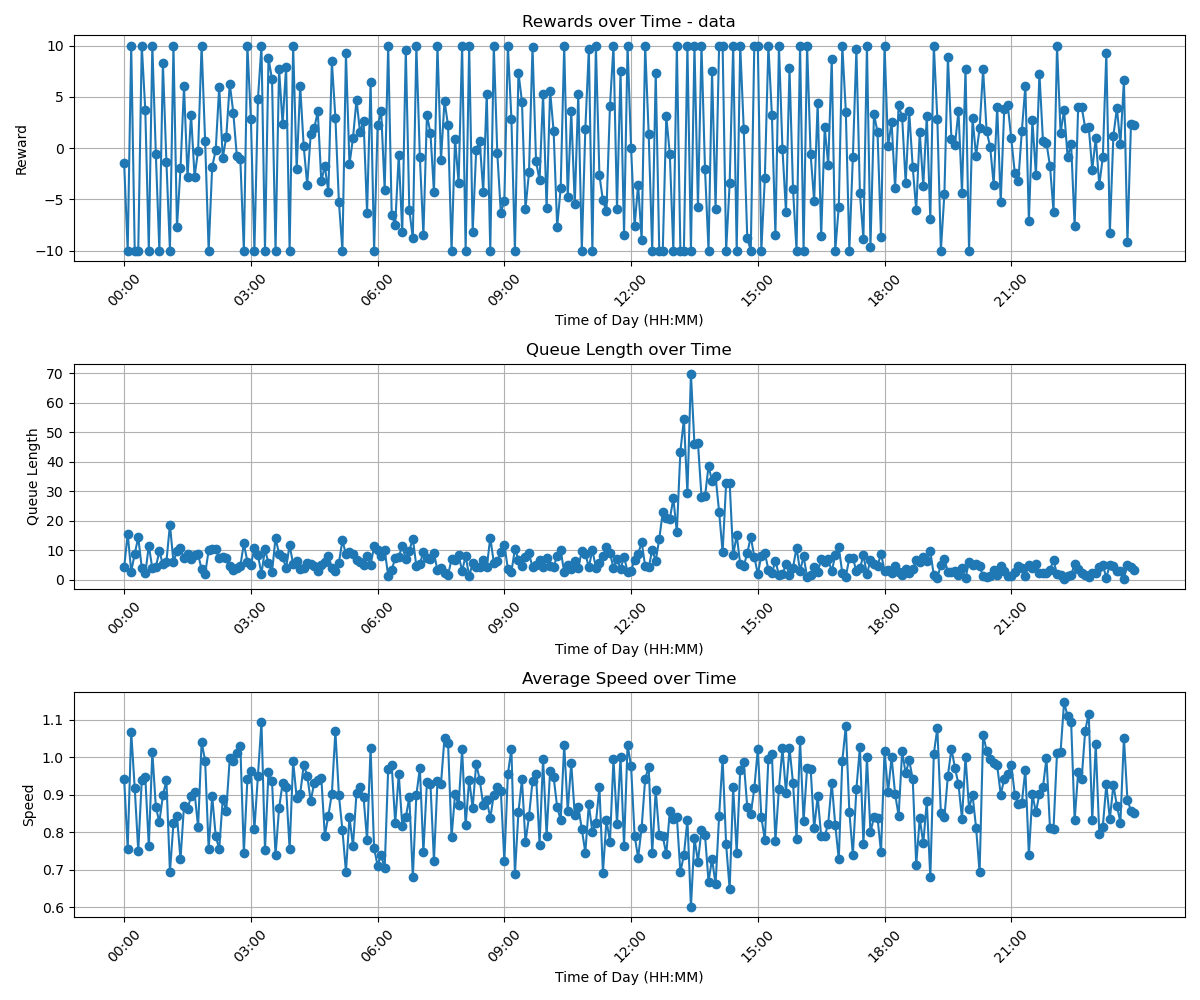 Rewards over Time - data
Reward
10
5
0
−5
−10
00:00 03:00 06:00 09:00 12:00 15:00 18:00 21:00
Time of Day (HH:MM)
Queue Length over Time
Queue Length
70
60
50
40
30
20
10
0
00:00 03:00 06:00 09:00 12:00 15:00 18:00 21:00
Time of Day (HH:MM)
Average Speed over Time
Speed
1.1
1.0
0.9
0.8
0.7
0.6
00:00 03:00 06:00 09:00 12:00 15:00 18:00 21:00
Time of Day (HH:MM)